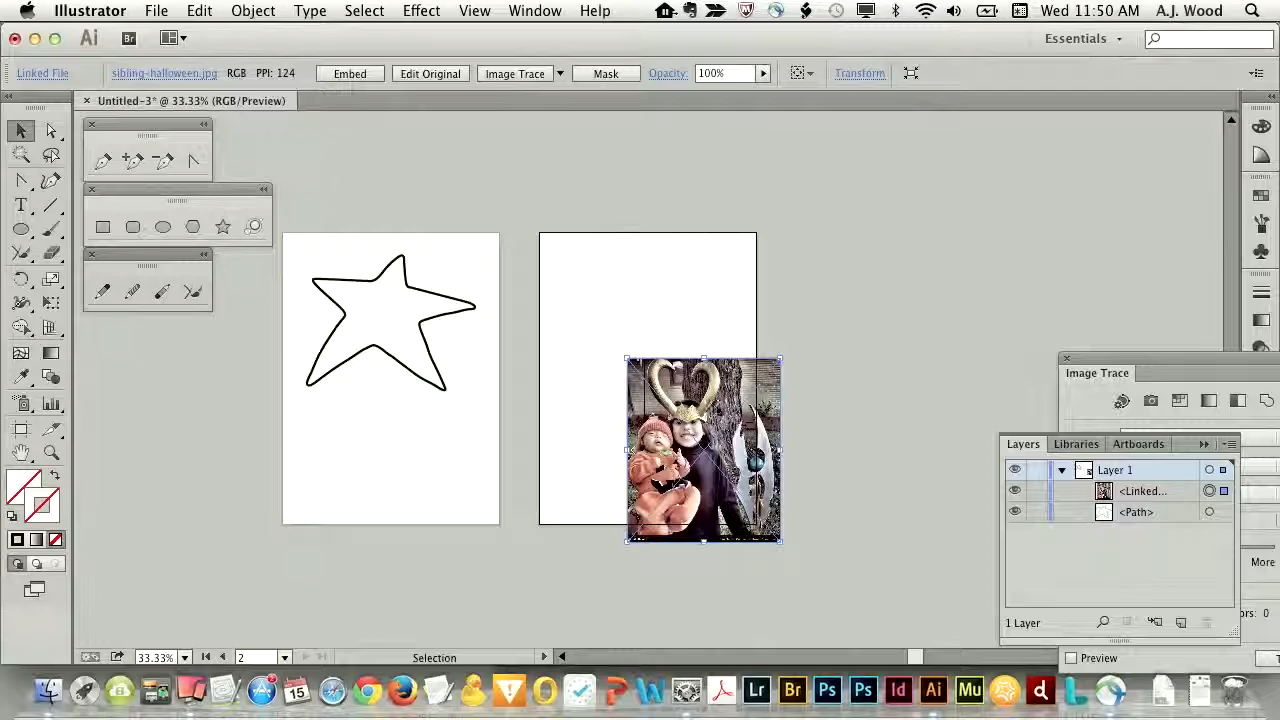 Illustrator File Edit Object Type Select Effect View Window Help Wed 11:50 AM A.J. Wood
Ai Br Essentials
Linked File sibling-halloween.jpg RGB PPI: 124 Embed Edit Original Image Trace Mask Opacity: 100% Transform
Untitled-3* @ 33.33% (RGB/Preview)
Image Trace
Layers Libraries Artboards
Layer 1
<Linked...
<Path>
More
ors: 0
1 Layer
33.33% 2 Selection
Preview
15 Lr Br Ps Ps Id Ai Mu